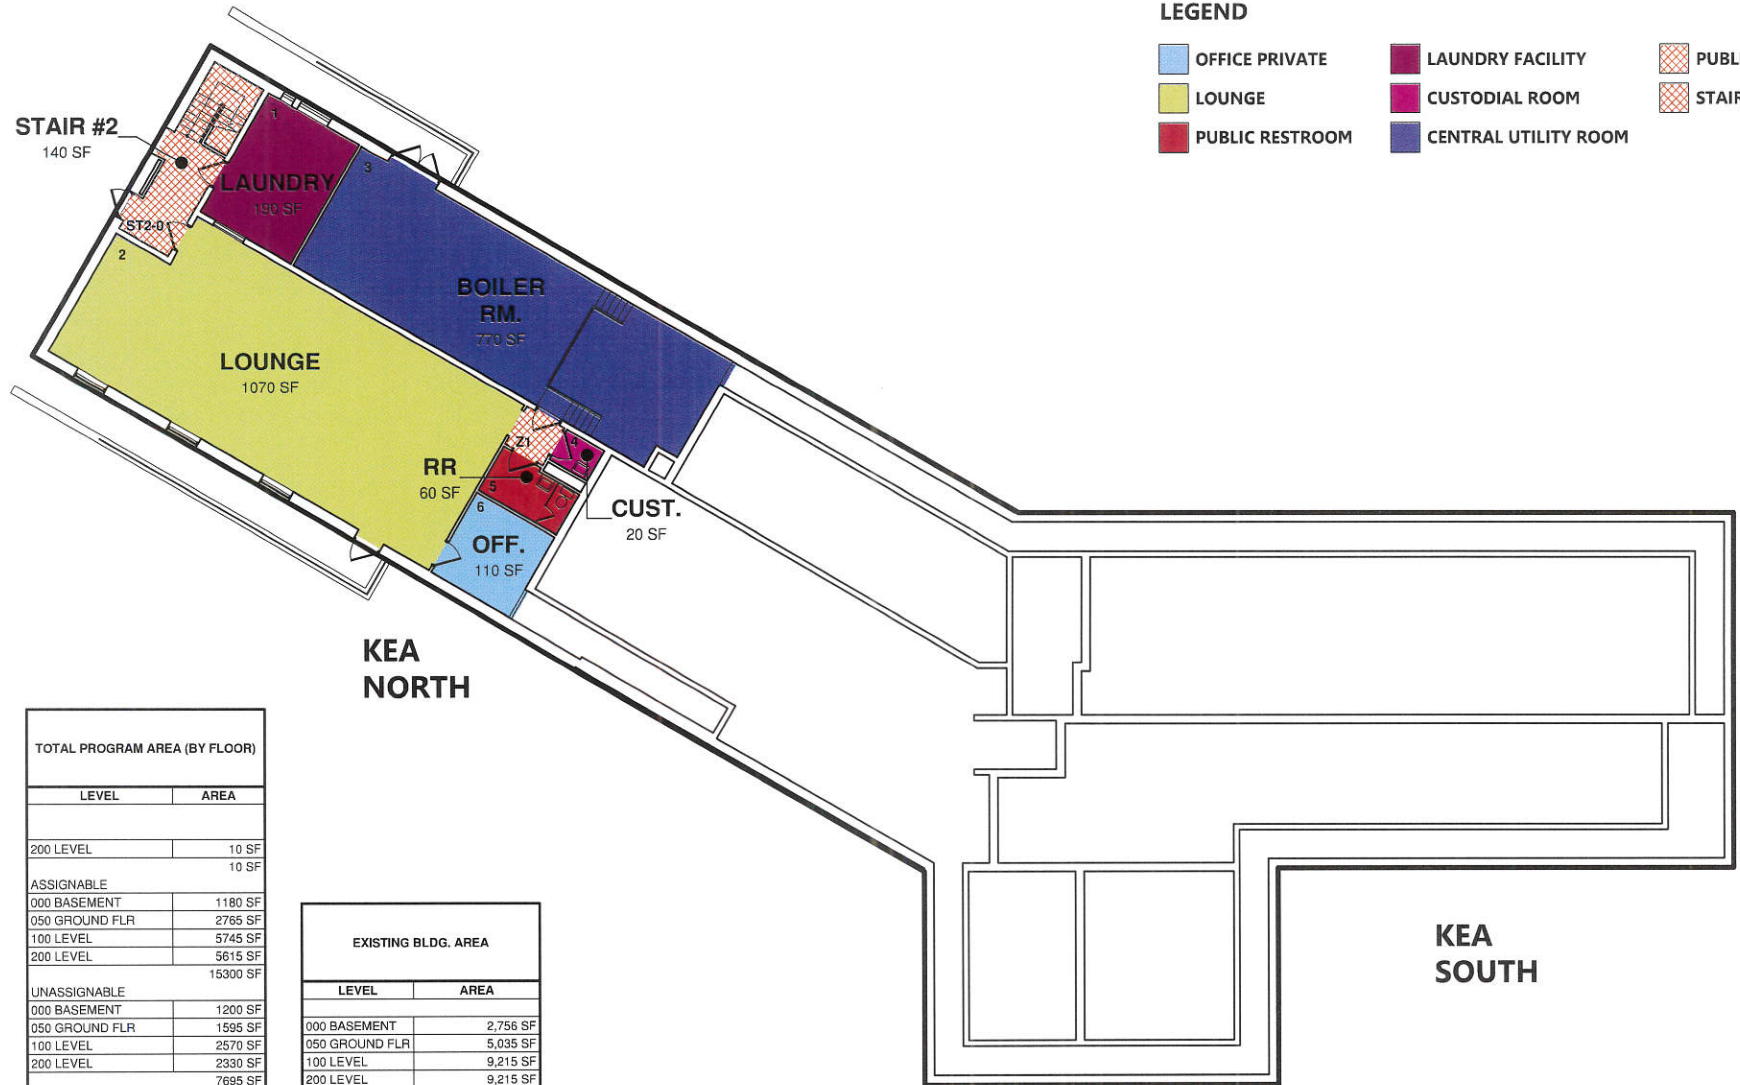 LEGEND
OFFICE PRIVATE
LAUNDRY FACILITY
PUBL
LOUNGE
CUSTODIAL ROOM
STAIR
PUBLIC RESTROOM
CENTRAL UTILITY ROOM
STAIR #2
140 SF
1
LAUNDRY
190 SF
3
ST2-0
2
BOILER
RM.
770 SF
LOUNGE
1070 SF
Z1
4
RR
60 SF
5
6
CUST.
20 SF
OFF.
110 SF
KEA
NORTH
KEA
SOUTH
TOTAL PROGRAM AREA (BY FLOOR)
LEVEL AREA
200 LEVEL 10 SF
10 SF
ASSIGNABLE
000 BASEMENT 1180 SF
050 GROUND FLR 2765 SF
100 LEVEL 5745 SF
200 LEVEL 5615 SF
15300 SF
UNASSIGNABLE
000 BASEMENT 1200 SF
050 GROUND FLR 1595 SF
100 LEVEL 2570 SF
200 LEVEL 2330 SF
7695 SF
EXISTING BLDG. AREA
LEVEL AREA
000 BASEMENT 2,756 SF
050 GROUND FLR 5,035 SF
100 LEVEL 9,215 SF
200 LEVEL 9,215 SF